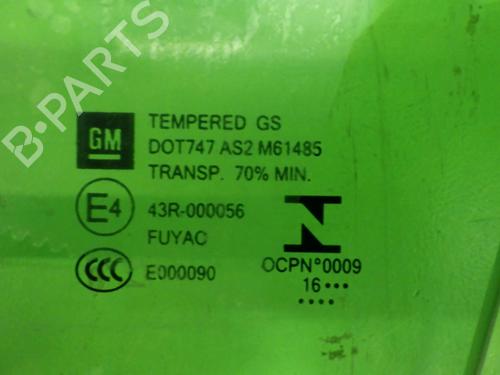 B-PARTS
GM
TEMPERED GS
DOT747 AS2 M61485
TRANSP. 70% MIN.
E4
43R-000056
FUYAO
CCC
E000090
OCPN°0009
16•••
••••